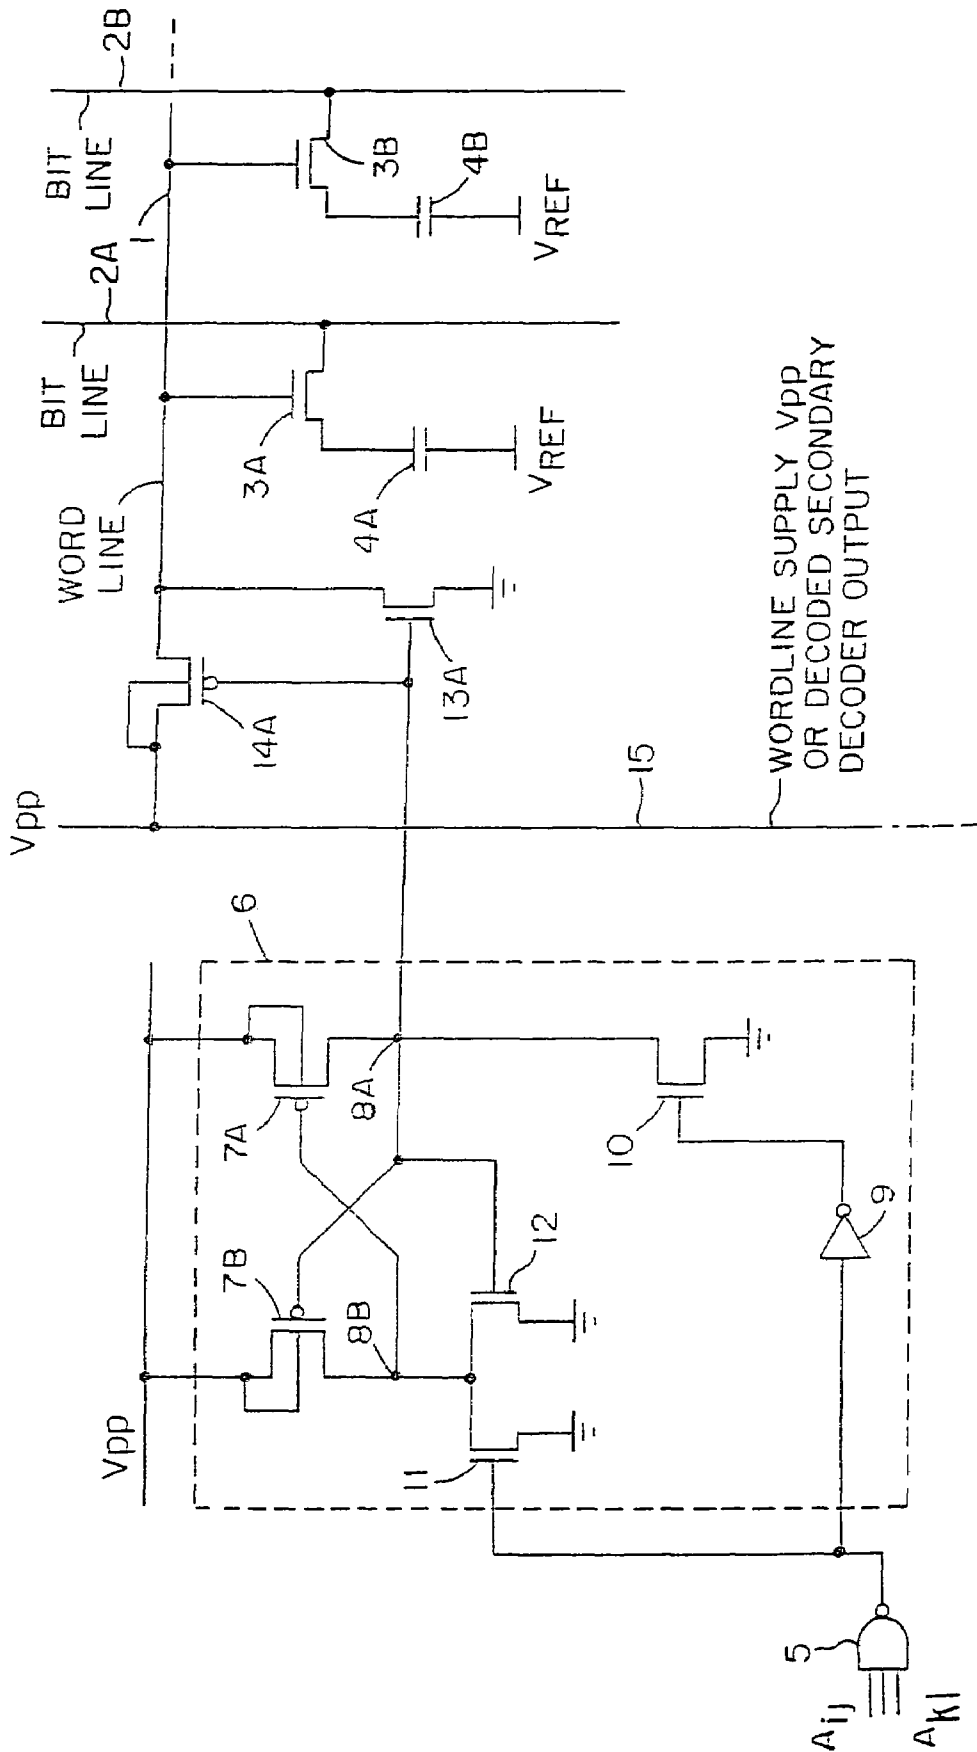 Vpp
Vpp
6
7A
7B
8A
8B
10
12
11
9
5
Aij
Akl
WORD
LINE
BIT
LINE
2A
1
BIT
LINE
2B
14A
13A
3A
4A
VREF
3B
4B
VREF
15
WORDLINE SUPPLY Vpp
OR DECODED SECONDARY
DECODER OUTPUT